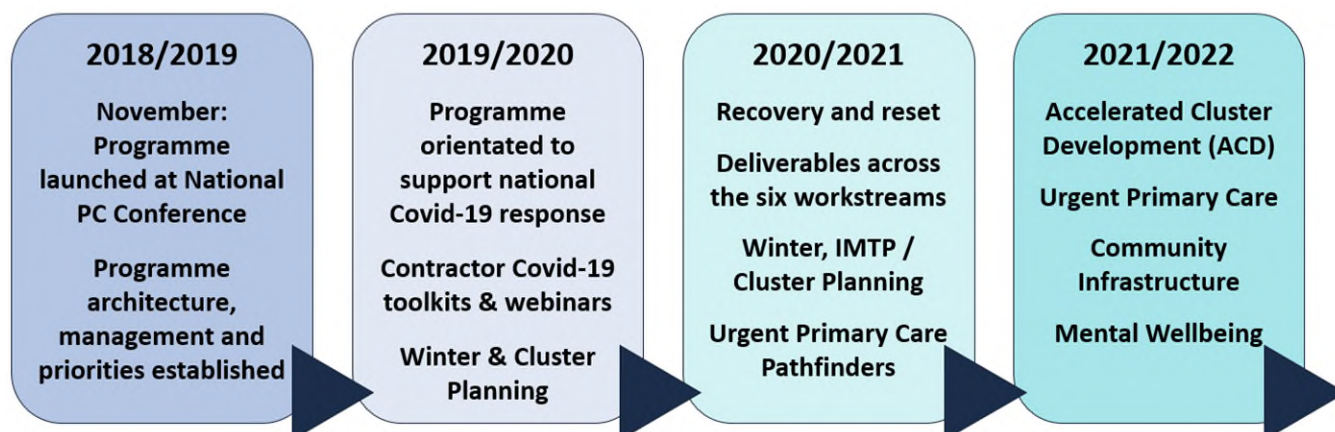 2018/2019
November:
Programme
launched at National
PC Conference
Programme
architecture,
management and
priorities established
2019/2020
Programme
orientated to
support national
Covid-19 response
Contractor Covid-19
toolkits & webinars
Winter & Cluster
Planning
2020/2021
Recovery and reset
Deliverables across
the six workstreams
Winter, IMTP /
Cluster Planning
Urgent Primary Care
Pathfinders
2021/2022
Accelerated Cluster
Development (ACD)
Urgent Primary Care
Community
Infrastructure
Mental Wellbeing